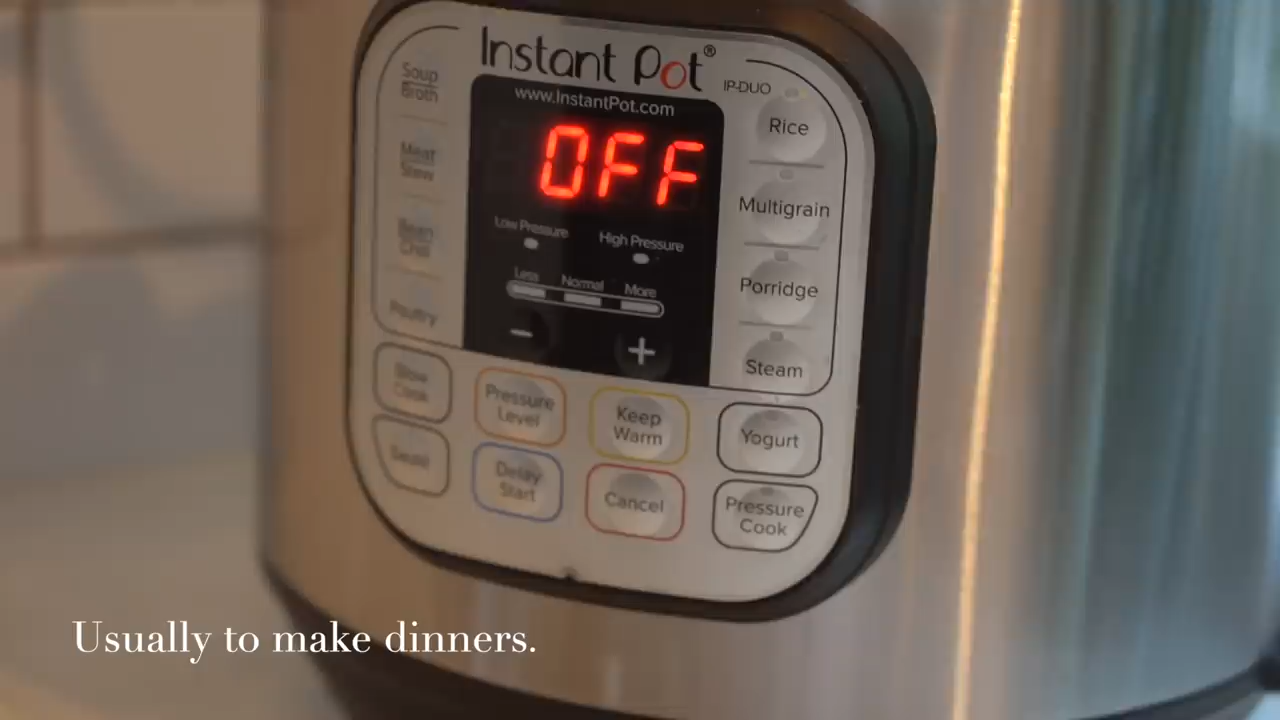 Instant Pot®
IP-DUO
www.InstantPot.com
OFF
Low Pressure
High Pressure
Less
Normal
More
−
+
Soup
Broth
Meat
Stew
Bean
Chili
Poultry
Rice
Multigrain
Porridge
Steam
Slow
Cook
Pressure
Level
Keep
Warm
Yogurt
Sauté
Delay
Start
Cancel
Pressure
Cook
Usually to make dinners.